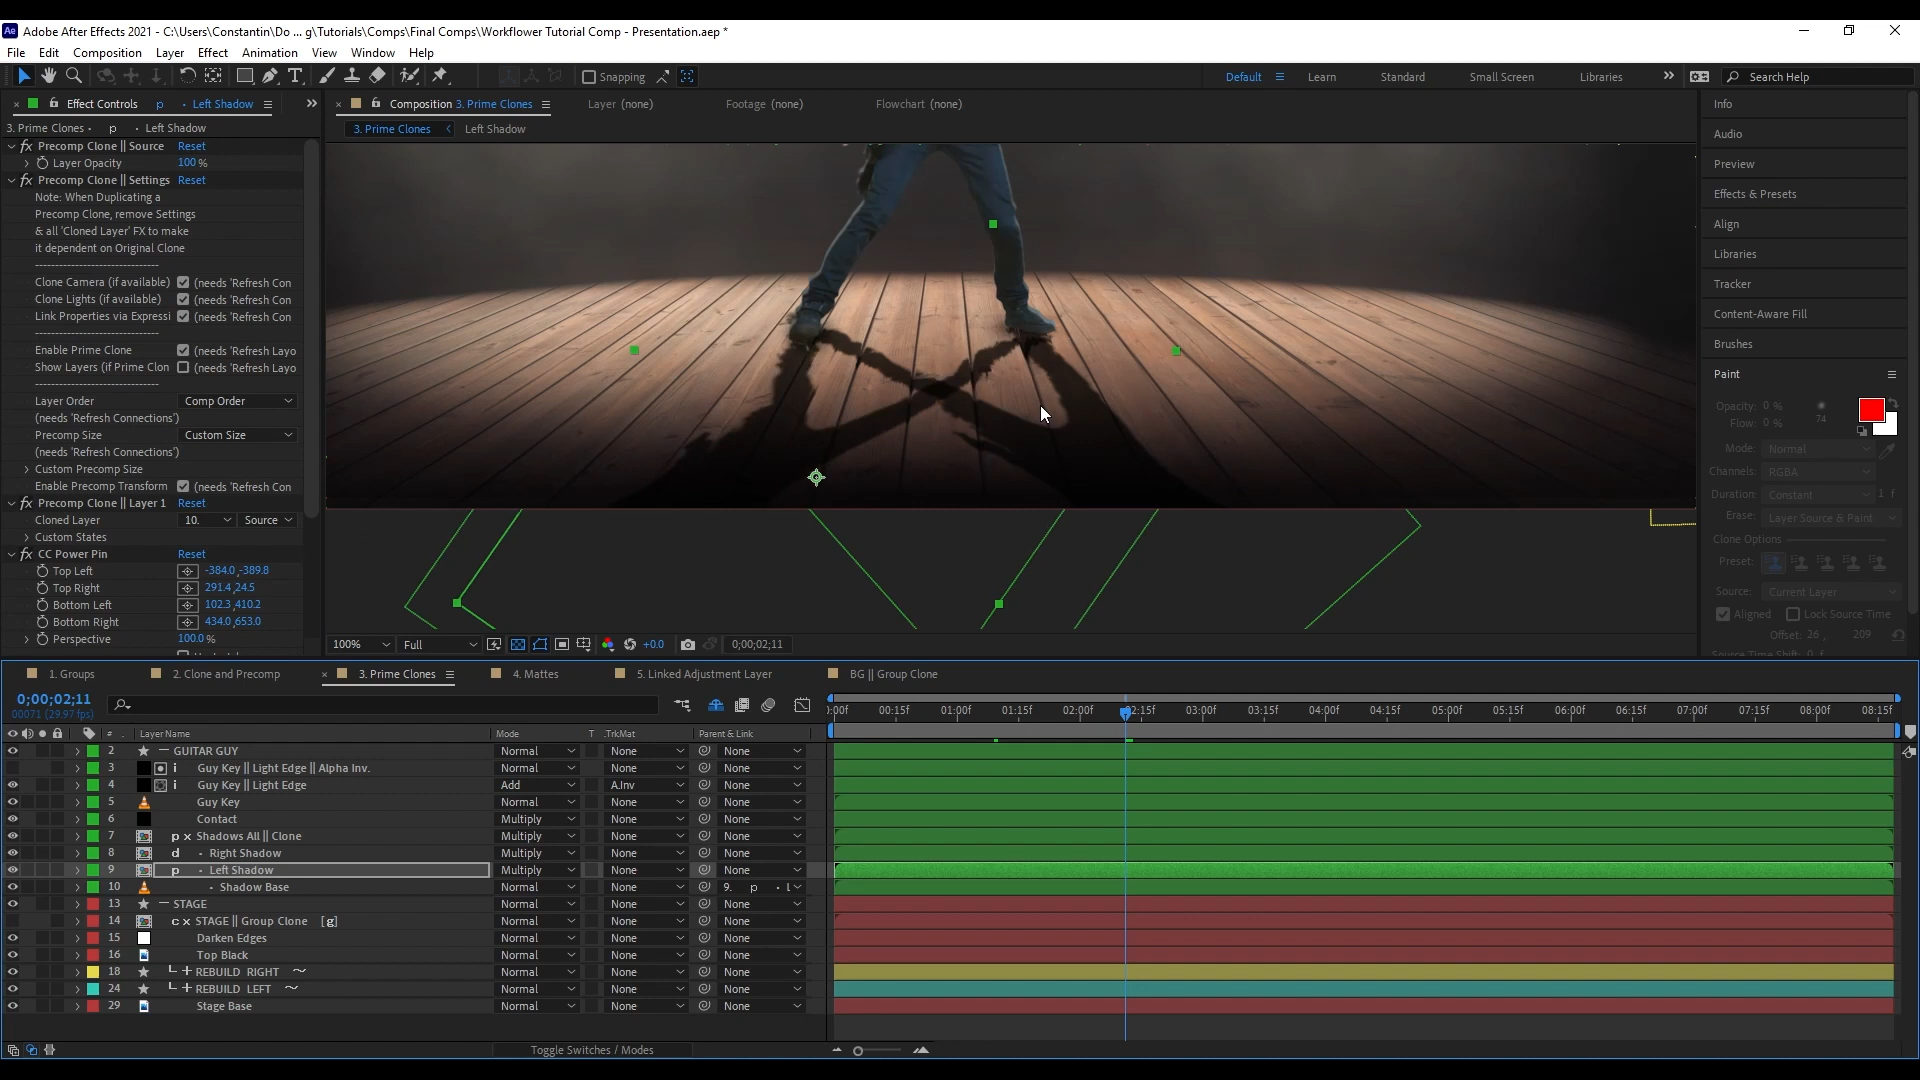 Adobe After Effects 2021 - C:\Users\Constantin\Do ... g\Tutorials\Comps\Final Comps\Workflower Tutorial Comp - Presentation.aep *
File Edit Composition Layer Effect Animation View Window Help
Snapping Default Learn Standard Small Screen Libraries Search Help
Effect Controls p · Left Shadow
Composition 3. Prime Clones Layer (none) Footage (none) Flowchart (none)
3. Prime Clones · p · Left Shadow
3. Prime Clones Left Shadow
fx Precomp Clone || Source Reset
Layer Opacity 100 %
fx Precomp Clone || Settings Reset
Note: When Duplicating a
Precomp Clone, remove Settings
& all 'Cloned Layer' FX to make
it dependent on Original Clone
------------------------------
Clone Camera (if available) (needs 'Refresh Con
Clone Lights (if available) (needs 'Refresh Con
Link Properties via Expressi (needs 'Refresh Con
------------------------------
Enable Prime Clone (needs 'Refresh Layo
Show Layers (if Prime Clon (needs 'Refresh Layo
------------------------------
Layer Order Comp Order
(needs 'Refresh Connections')
Precomp Size Custom Size
(needs 'Refresh Connections')
Custom Precomp Size
Enable Precomp Transform (needs 'Refresh Con
fx Precomp Clone || Layer 1 Reset
Cloned Layer 10. Source
Custom States
fx CC Power Pin Reset
Top Left -384.0,-389.8
Top Right 291.4,24.5
Bottom Left 102.3,410.2
Bottom Right 434.0,653.0
Perspective 100.0 %
100% Full +0.0 0;00;02;11
Info
Audio
Preview
Effects & Presets
Align
Libraries
Tracker
Content-Aware Fill
Brushes
Paint
Opacity: 0 %
Flow: 0 % 74
Mode: Normal
Channels: RGBA
Duration: Constant 1 f
Erase: Layer Source & Paint
Clone Options
Preset:
Source: Current Layer
Aligned Lock Source Time
Offset: 26 , 209
Source Time Shift: 0 f
1. Groups 2. Clone and Precomp 3. Prime Clones 4. Mattes 5. Linked Adjustment Layer BG || Group Clone
0;00;02;11
00071 (29.97 fps)
):00f 00:15f 01:00f 01:15f 02:00f 02:15f 03:00f 03:15f 04:00f 04:15f 05:00f 05:15f 06:00f 06:15f 07:00f 07:15f 08:00f 08:15f
# Layer Name Mode T .TrkMat Parent & Link
2 GUITAR GUY Normal None None
3 i Guy Key || Light Edge || Alpha Inv. Normal None None
4 i Guy Key || Light Edge Add A.Inv None
5 Guy Key Normal None None
6 Contact Multiply None None
7 p x Shadows All || Clone Multiply None None
8 d · Right Shadow Multiply None None
9 p · Left Shadow Multiply None None
10 · Shadow Base Normal None 9. p · L
13 STAGE Normal None None
14 c x STAGE || Group Clone [g] Normal None None
15 Darken Edges Normal None None
16 Top Black Normal None None
18 REBUILD RIGHT Normal None None
24 REBUILD LEFT Normal None None
29 Stage Base Normal None None
Toggle Switches / Modes